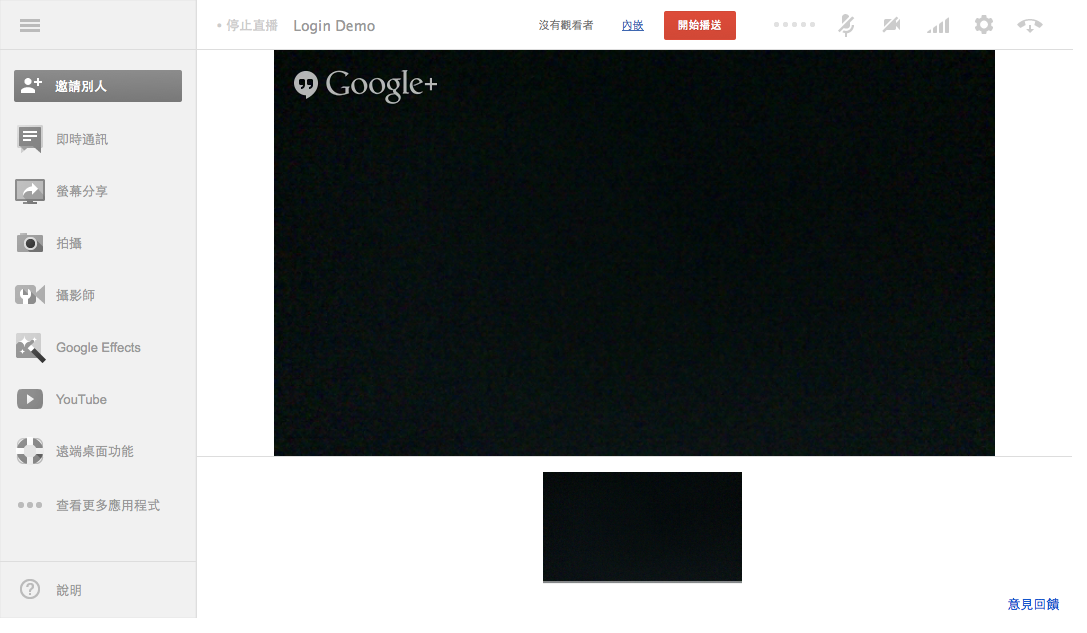 • 停止直播 Login Demo 沒有觀看者 內嵌 開始播送
邀請別人
即時通訊
螢幕分享
拍攝
攝影師
Google Effects
YouTube
遠端桌面功能
查看更多應用程式
說明
Google+
意見回饋